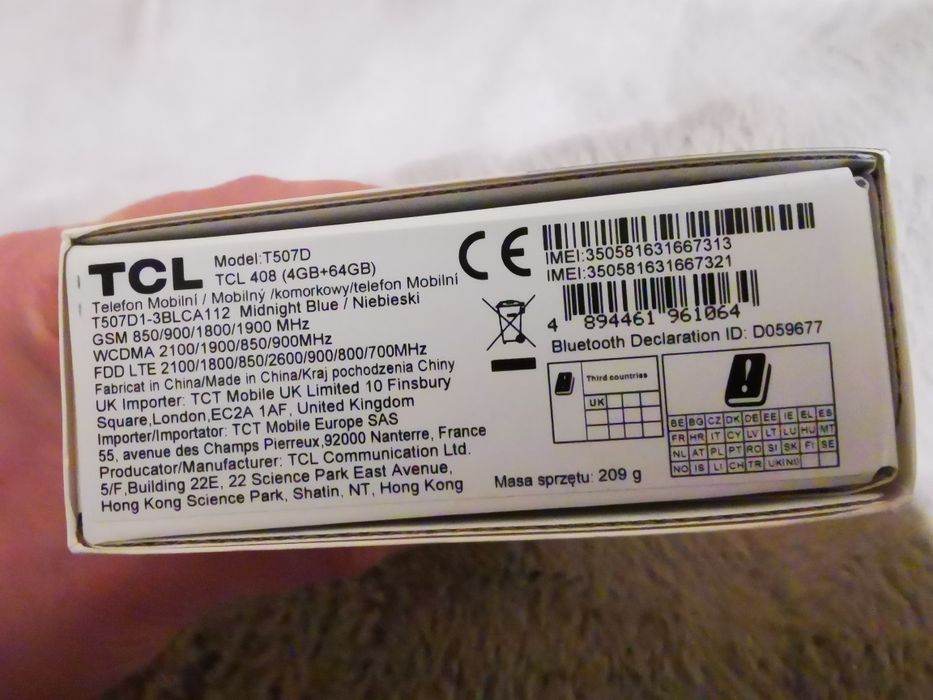 TCL
Model:T507D
TCL 408 (4GB+64GB)
Telefon Mobilní / Mobilný /komorkowy/telefon Mobilní
T507D1-3BLCA112 Midnight Blue / Niebieski
GSM 850/900/1800/1900 MHz
WCDMA 2100/1900/850/900MHz
FDD LTE 2100/1800/850/2600/900/800/700MHz
Fabricat in China/Made in China/Kraj pochodzenia Chiny
UK Importer: TCT Mobile UK Limited 10 Finsbury
Square,London,EC2A 1AF, United Kingdom
Importer/Importator: TCT Mobile Europe SAS
55, avenue des Champs Pierreux,92000 Nanterre, France
Producator/Manufacturer: TCL Communication Ltd.
5/F,Building 22E, 22 Science Park East Avenue,
Hong Kong Science Park, Shatin, NT, Hong Kong
CE
IMEI:350581631667313
IMEI:350581631667321
4 894461 961064
Bluetooth Declaration ID: D059677
Third countries
UK
BE BG CZ DK DE EE IE EL ES
FR HR IT CY LV LT LU HU MT
NL AT PL PT RO SI SK FI SE
NO IS LI CH TR UK(NI)
Masa sprzętu: 209 g